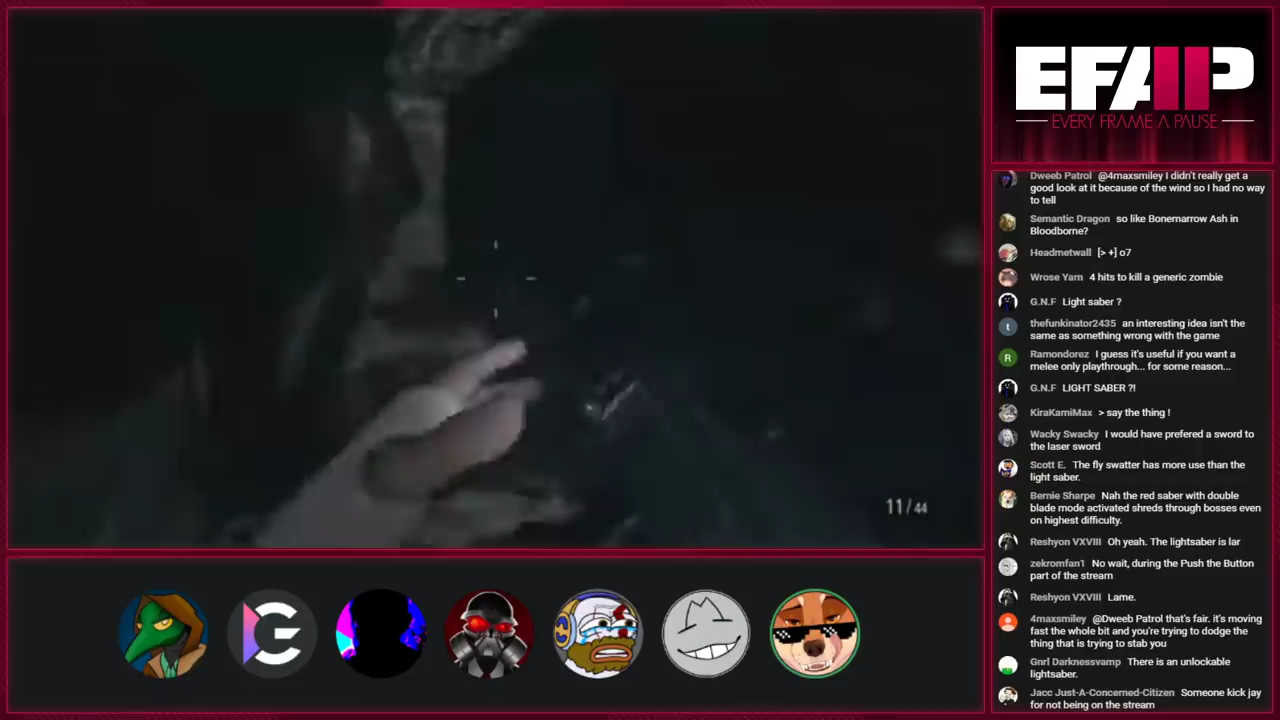 EFAP
EVERY FRAME A PAUSE
Dweeb Patrol @4maxsmiley I didn't really get a
good look at it because of the wind so I had no way
to tell
Semantic Dragon so like Bonemarrow Ash in
Bloodborne?
Headmetwall [> +] o7
Wrose Yarn 4 hits to kill a generic zombie
G.N.F Light saber ?
thefunkinator2435 an interesting idea isn't the
same as something wrong with the game
Ramondorez I guess it's useful if you want a
melee only playthrough... for some reason...
G.N.F LIGHT SABER ?!
KiraKamiMax > say the thing !
Wacky Swacky I would have prefered a sword to
the laser sword
Scott E. The fly swatter has more use than the
light saber.
Bernie Sharpe Nah the red saber with double
blade mode activated shreds through bosses even
on highest difficulty.
Reshyon VXVIII Oh yeah. The lightsaber is lar
zekromfan1 No wait, during the Push the Button
part of the stream
Reshyon VXVIII Lame.
4maxsmiley @Dweeb Patrol that's fair. it's moving
fast the whole bit and you're trying to dodge the
thing that is trying to stab you
Gnrl Darknessvamp There is an unlockable
lightsaber.
Jacc Just-A-Concerned-Citizen Someone kick jay
for not being on the stream
11/44